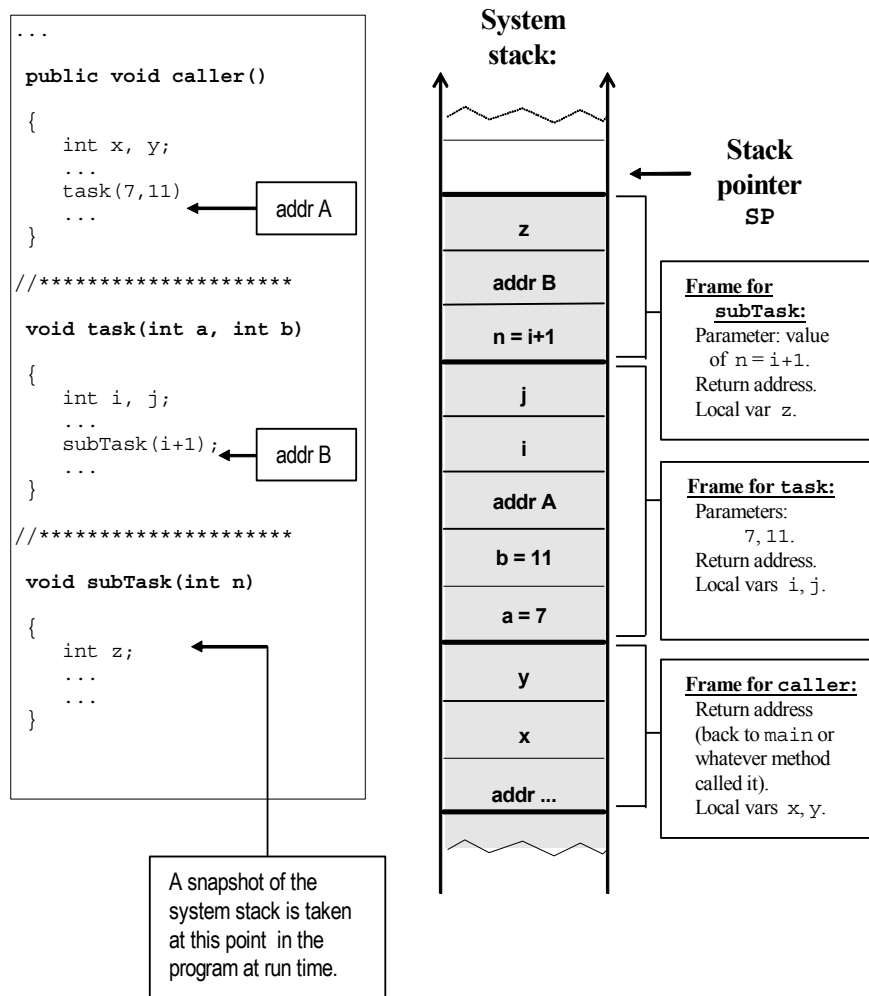 ...
public void caller()
{
int x, y;
...
task(7,11)
...
}
//*********************
void task(int a, int b)
{
int i, j;
...
subTask(i+1);
...
}
//*********************
void subTask(int n)
{
int z;
...
...
}
addr A
addr B
A snapshot of the
system stack is taken
at this point in the
program at run time.
System
stack:
z
addr B
n = i+1
j
i
addr A
b = 11
a = 7
y
x
addr ...
Stack
pointer
SP
Frame for
subTask:
Parameter: value
of n = i+1.
Return address.
Local var z.
Frame for task:
Parameters:
7, 11.
Return address.
Local vars i, j.
Frame for caller:
Return address
(back to main or
whatever method
called it).
Local vars x, y.